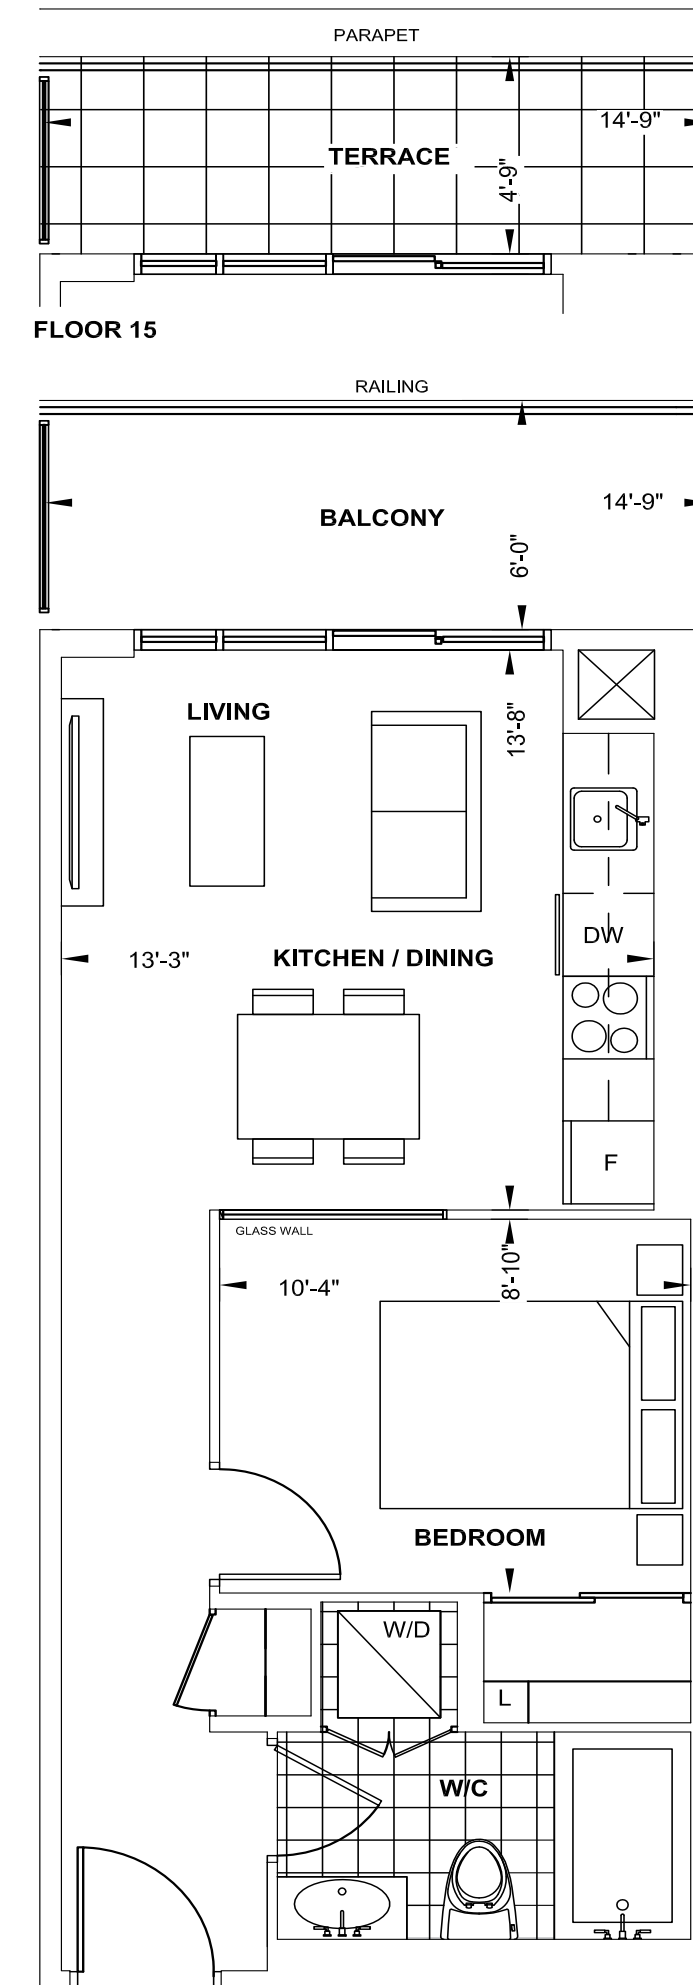 PARAPET
14'-9"
TERRACE
4'-9"
FLOOR 15
RAILING
14'-9"
BALCONY
6'-0"
LIVING
13'-8"
DW
13'-3"
KITCHEN / DINING
F
GLASS WALL
10'-4"
8'-10"
BEDROOM
W/D
L
W/C